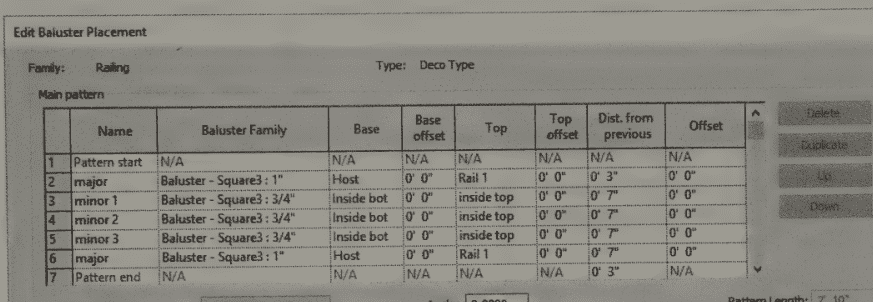 Edit Baluster Placement
Family: Railing Type: Deco Type
Main pattern
Name Baluster Family Base Base offset Top Top offset Dist. from previous Offset
1 Pattern start N/A N/A N/A N/A N/A N/A N/A
2 major Baluster - Square3 : 1" Host 0' 0" Rail 1 0' 0" 0' 3" 0' 0"
3 minor 1 Baluster - Square3 : 3/4" Inside bot 0' 0" inside top 0' 0" 0' 7" 0' 0"
4 minor 2 Baluster - Square3 : 3/4" Inside bot 0' 0" inside top 0' 0" 0' 7" 0' 0"
5 minor 3 Baluster - Square3 : 3/4" Inside bot 0' 0" inside top 0' 0" 0' 7" 0' 0"
6 major Baluster - Square3 : 1" Host 0' 0" Rail 1 0' 0" 0' 7" 0' 0"
7 Pattern end N/A N/A N/A N/A N/A 0' 3" N/A
Delete
Duplicate
Up
Down
Pattern Length: 2' 10"